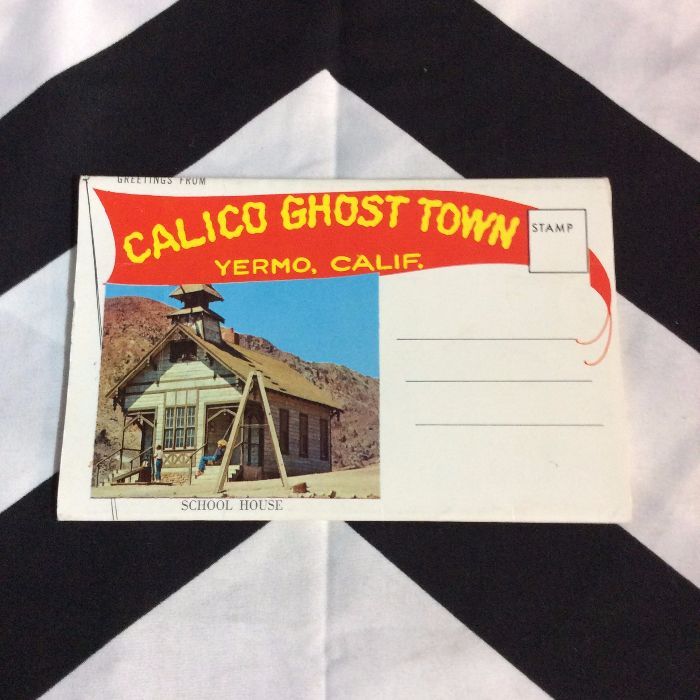 GREETINGS FROM
CALICO GHOST TOWN
YERMO, CALIF.
STAMP
SCHOOL HOUSE